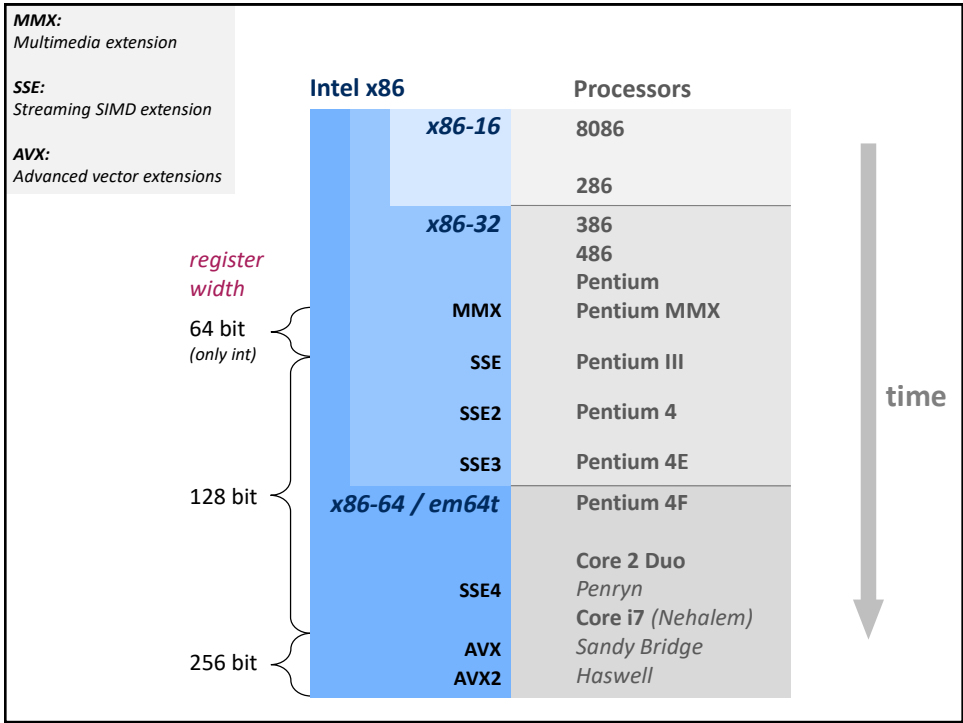 MMX:
Multimedia extension
SSE:
Streaming SIMD extension
AVX:
Advanced vector extensions
Intel x86
Processors
x86-16
8086
286
x86-32
386
486
Pentium
register
width
MMX
Pentium MMX
64 bit
(only int)
SSE
Pentium III
SSE2
Pentium 4
time
SSE3
Pentium 4E
128 bit
x86-64 / em64t
Pentium 4F
Core 2 Duo
SSE4
Penryn
Core i7 (Nehalem)
256 bit
AVX
Sandy Bridge
AVX2
Haswell